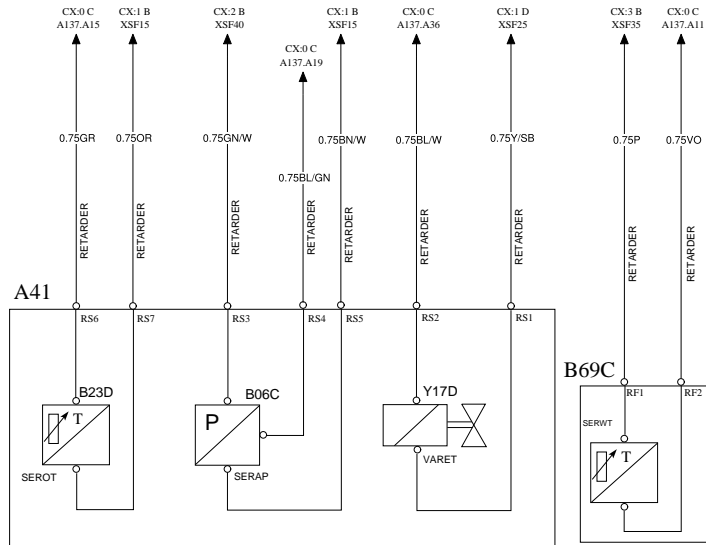 CX:0 C
A137.A15
CX:1 B
XSF15
CX:2 B
XSF40
CX:0 C
A137.A19
CX:1 B
XSF15
CX:0 C
A137.A36
CX:1 D
XSF25
CX:3 B
XSF35
CX:0 C
A137.A11
0.75GR
0.75OR
0.75GN/W
0.75BL/GN
0.75BN/W
0.75BL/W
0.75Y/SB
0.75P
0.75VO
RETARDER
RETARDER
RETARDER
RETARDER
RETARDER
RETARDER
RETARDER
RETARDER
RETARDER
A41
RS6
RS7
RS3
RS4
RS5
RS2
RS1
B69C
RF1
RF2
B23D
T
SEROT
B06C
P
SERAP
Y17D
VARET
SERWT
T